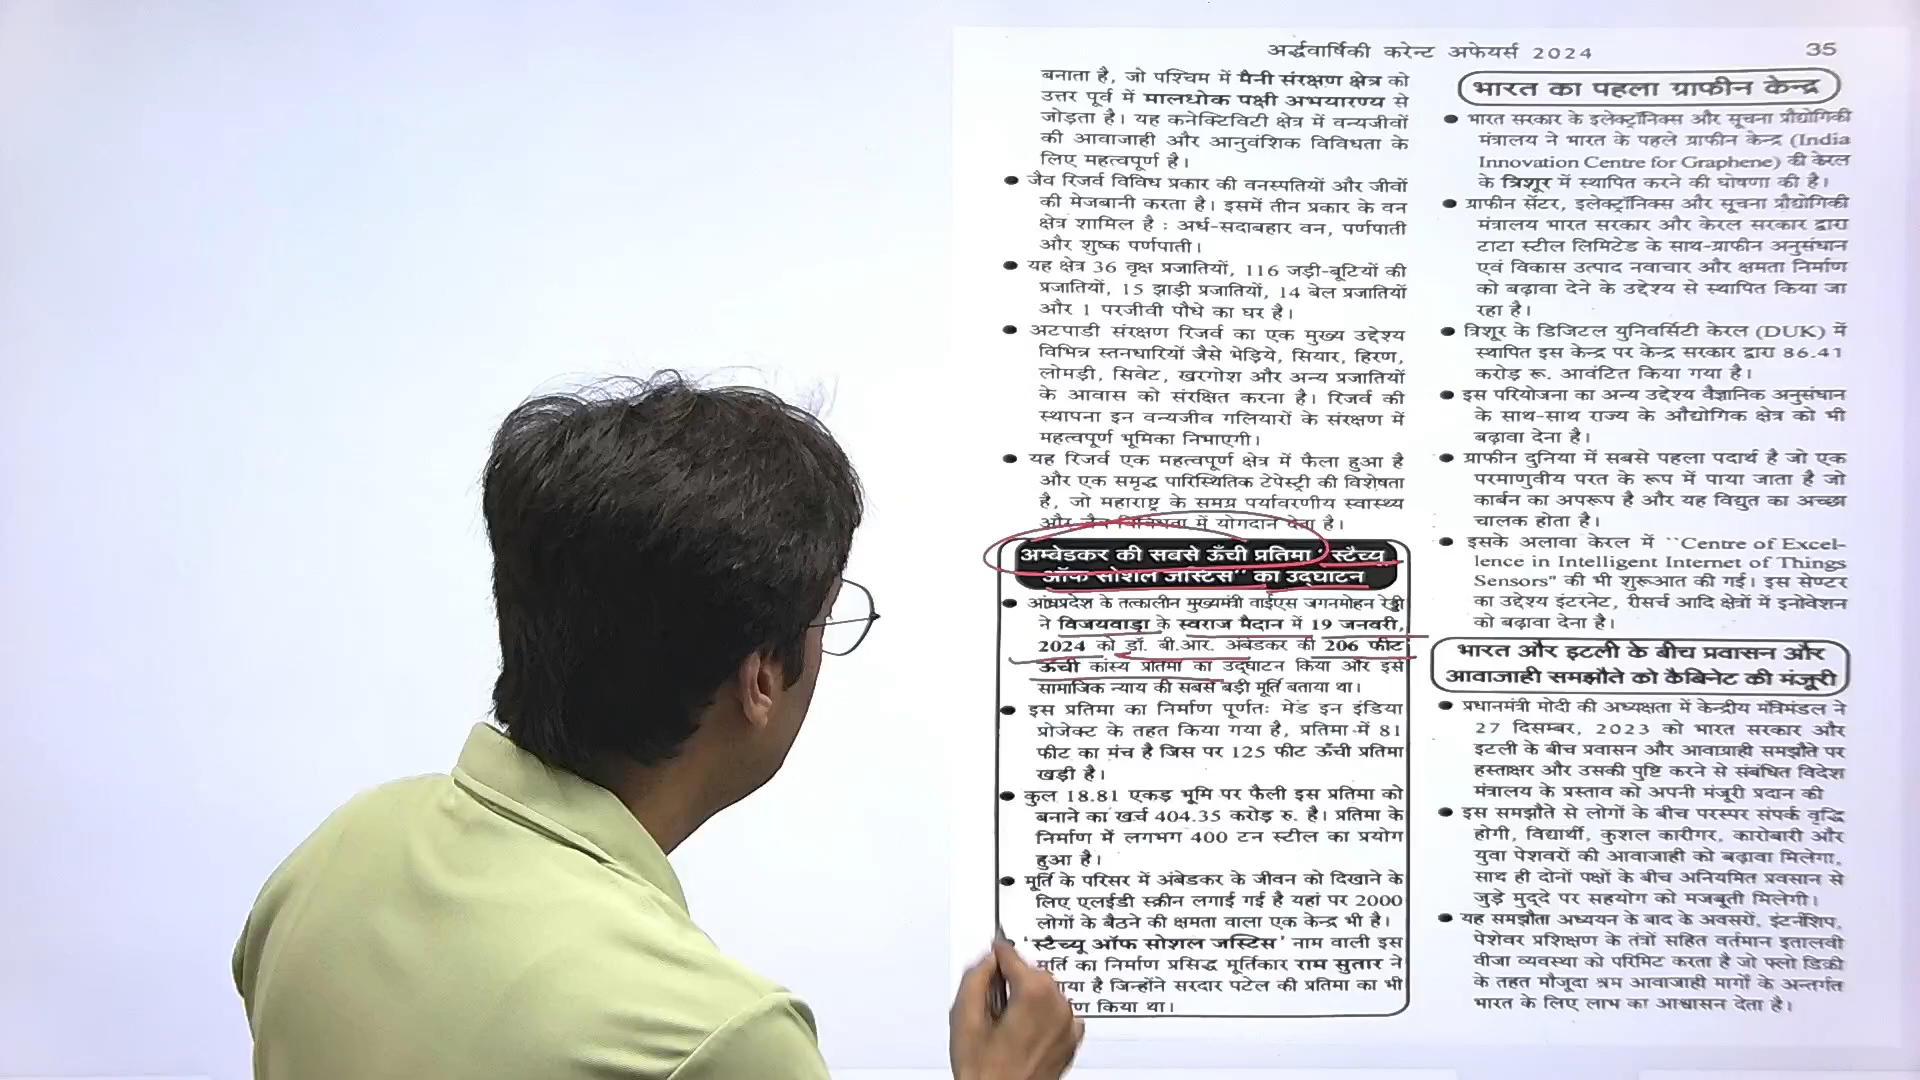 अर्द्धवार्षिकी करेन्ट अफेयर्स 2024
35
बनाता है, जो पश्चिम में मैनी संरक्षण क्षेत्र को
उत्तर पूर्व में मालधोक पक्षी अभयारण्य से
जोड़ता है। यह कनेक्टिविटी क्षेत्र में वन्यजीवों
की आवाजाही और आनुवंशिक विविधता के
लिए महत्वपूर्ण है।
● जैव रिजर्व विविध प्रकार की वनस्पतियों और जीवों
की मेजबानी करता है। इसमें तीन प्रकार के वन
क्षेत्र शामिल है : अर्ध-सदाबहार वन, पर्णपाती
और शुष्क पर्णपाती।
● यह क्षेत्र 36 वृक्ष प्रजातियों, 116 जड़ी-बूटियों की
प्रजातियों, 15 झाड़ी प्रजातियों, 14 बेल प्रजातियों
और 1 परजीवी पौधे का घर है।
● अटपाडी संरक्षण रिजर्व का एक मुख्य उद्देश्य
विभिन्न स्तनधारियों जैसे भेड़िये, सियार, हिरण,
लोमड़ी, सिवेट, खरगोश और अन्य प्रजातियों
के आवास को संरक्षित करना है। रिजर्व की
स्थापना इन वन्यजीव गलियारों के संरक्षण में
महत्वपूर्ण भूमिका निभाएगी।
● यह रिजर्व एक महत्वपूर्ण क्षेत्र में फैला हुआ है
और एक समृद्ध पारिस्थितिक टेपेस्ट्री की विशेषता
है, जो महाराष्ट्र के समग्र पर्यावरणीय स्वास्थ्य
और जैव विविधता में योगदान देता है।
अम्बेडकर की सबसे ऊँची प्रतिमा ''स्टैच्यू
ऑफ सोशल जस्टिस'' का उद्घाटन
● आंध्रप्रदेश के तत्कालीन मुख्यमंत्री वाईएस जगनमोहन रेड्डी
ने विजयवाड़ा के स्वराज मैदान में 19 जनवरी,
2024 को डॉ. बी.आर. अंबेडकर की 206 फीट
ऊँची कांस्य प्रतिमा का उद्घाटन किया और इसे
सामाजिक न्याय की सबसे बड़ी मूर्ति बताया था।
● इस प्रतिमा का निर्माण पूर्णतः मेड इन इंडिया
प्रोजेक्ट के तहत किया गया है, प्रतिमा में 81
फीट का मंच है जिस पर 125 फीट ऊँची प्रतिमा
खड़ी है।
● कुल 18.81 एकड़ भूमि पर फैली इस प्रतिमा को
बनाने का खर्च 404.35 करोड़ रु. है। प्रतिमा के
निर्माण में लगभग 400 टन स्टील का प्रयोग
हुआ है।
● मूर्ति के परिसर में अंबेडकर के जीवन को दिखाने के
लिए एलईडी स्क्रीन लगाई गई है यहां पर 2000
लोगों के बैठने की क्षमता वाला एक केन्द्र भी है।
● 'स्टैच्यू ऑफ सोशल जस्टिस' नाम वाली इस
मूर्ति का निर्माण प्रसिद्ध मूर्तिकार राम सुतार ने
है जिन्होंने सरदार पटेल की प्रतिमा का भी
किया था।
भारत का पहला ग्राफीन केन्द्र
● भारत सरकार के इलेक्ट्रॉनिक्स और सूचना प्रौद्योगिकी
मंत्रालय ने भारत के पहले ग्राफीन केन्द्र (India
Innovation Centre for Graphene) की केरल
के त्रिशूर में स्थापित करने की घोषणा की है।
● ग्राफीन सेंटर, इलेक्ट्रॉनिक्स और सूचना प्रौद्योगिकी
मंत्रालय भारत सरकार और केरल सरकार द्वारा
टाटा स्टील लिमिटेड के साथ-ग्राफीन अनुसंधान
एवं विकास उत्पाद नवाचार और क्षमता निर्माण
को बढ़ावा देने के उद्देश्य से स्थापित किया जा
रहा है।
● त्रिशूर के डिजिटल युनिवर्सिटी केरल (DUK) में
स्थापित इस केन्द्र पर केन्द्र सरकार द्वारा 86.41
करोड़ रू. आवंटित किया गया है।
● इस परियोजना का अन्य उद्देश्य वैज्ञानिक अनुसंधान
के साथ-साथ राज्य के औद्योगिक क्षेत्र को भी
बढ़ावा देना है।
● ग्राफीन दुनिया में सबसे पहला पदार्थ है जो एक
परमाणुवीय परत के रूप में पाया जाता है जो
कार्बन का अपरूप है और यह विद्युत का अच्छा
चालक होता है।
● इसके अलावा केरल में ``Centre of Excel-
lence in Intelligent Internet of Things
Sensors" की भी शुरूआत की गई। इस सेण्टर
का उद्देश्य इंटरनेट, रीसर्च आदि क्षेत्रों में इनोवेशन
को बढ़ावा देना है।
भारत और इटली के बीच प्रवासन और
आवाजाही समझौते को कैबिनेट की मंजूरी
● प्रधानमंत्री मोदी की अध्यक्षता में केन्द्रीय मंत्रिमंडल ने
27 दिसम्बर, 2023 को भारत सरकार और
इटली के बीच प्रवासन और आवाग्राही समझौते पर
हस्ताक्षर और उसकी पुष्टि करने से संबंधित विदेश
मंत्रालय के प्रस्ताव को अपनी मंजूरी प्रदान की
● इस समझौते से लोगों के बीच परस्पर संपर्क वृद्धि
होगी, विद्यार्थी, कुशल कारीगर, कारोबारी और
युवा पेशवरों की आवाजाही को बढ़ावा मिलेगा,
साथ ही दोनों पक्षों के बीच अनियमित प्रवसान से
जुड़े मुद्दे पर सहयोग को मजबूती मिलेगी।
● यह समझौता अध्ययन के बाद के अवसरों, इंटर्नशिप,
पेशेवर प्रशिक्षण के तंत्रों सहित वर्तमान इतालवी
वीजा व्यवस्था को परिमिट करता है जो फ्लो डिक्री
के तहत मौजूदा श्रम आवाजाही मार्गों के अन्तर्गत
भारत के लिए लाभ का आश्वासन देता है।